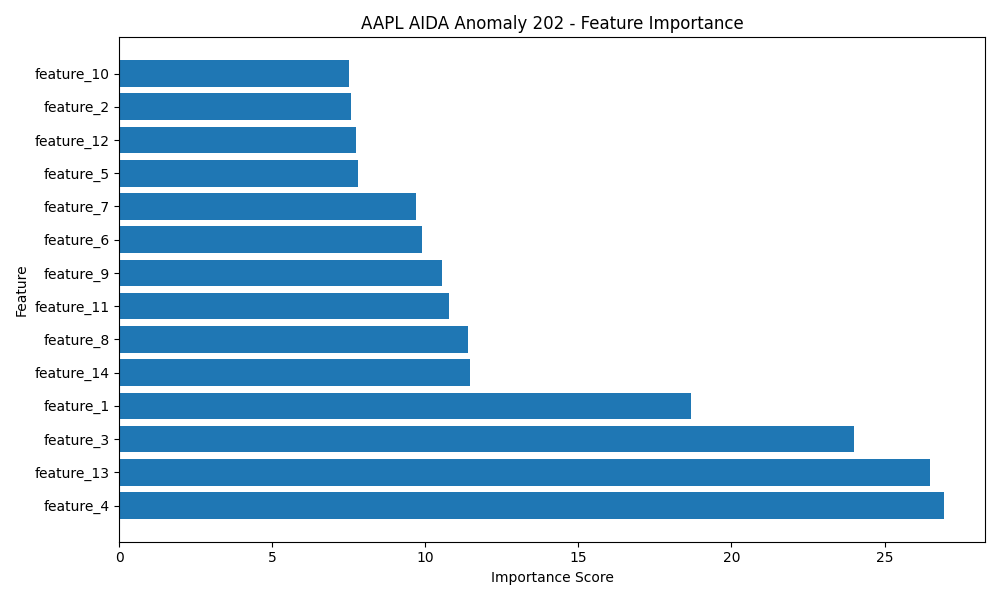 AAPL AIDA Anomaly 202 - Feature Importance
feature_10
feature_2
feature_12
feature_5
feature_7
feature_6
feature_9
feature_11
feature_8
feature_14
feature_1
feature_3
feature_13
feature_4
Feature
0 5 10 15 20 25
Importance Score